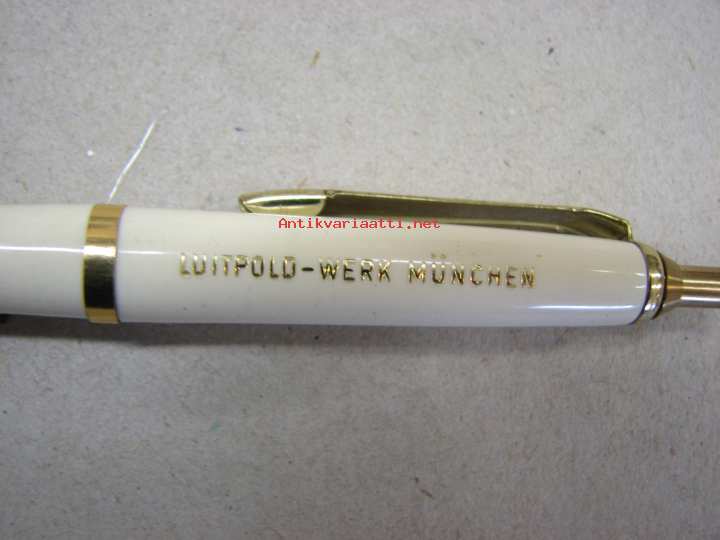 Antikvariaatti.net
LUITPOLD-WERK MÜNCHEN